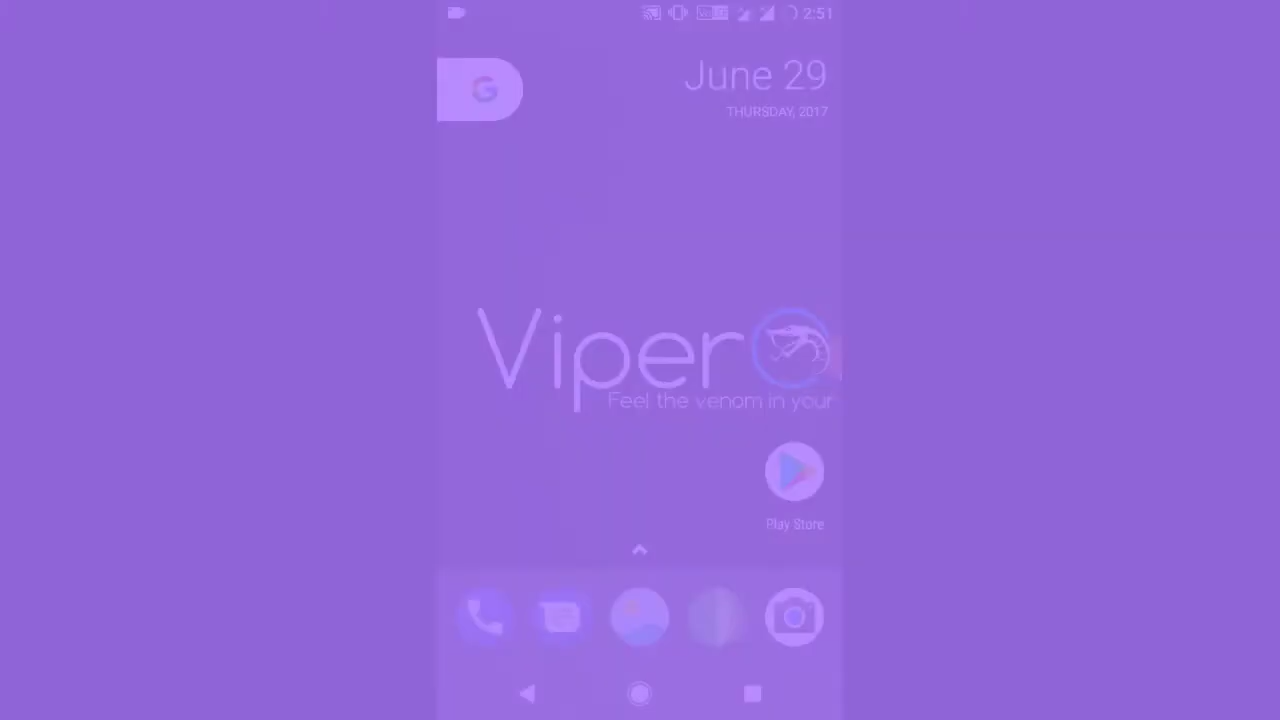 2:51
G
June 29
THURSDAY, 2017
Viper
Feel the venom in your
Play Store